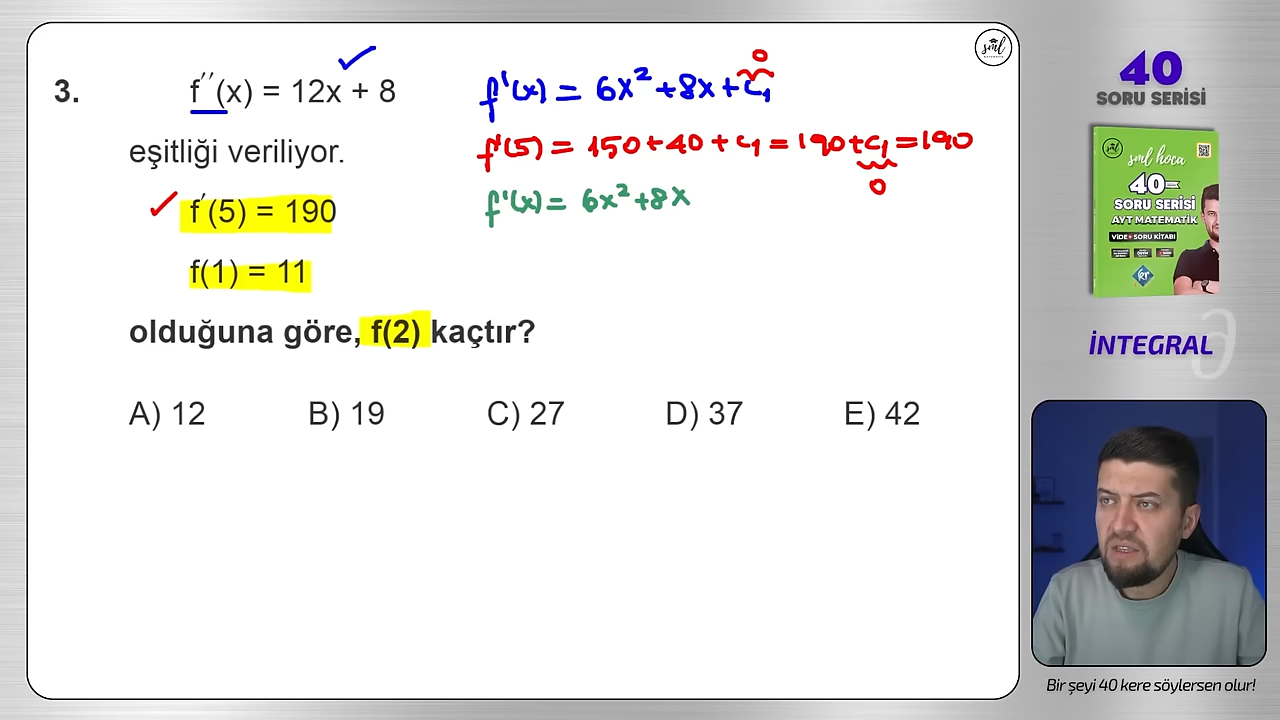 sml
3. f′′(x) = 12x + 8
eşitliği veriliyor.
f′(5) = 190
f(1) = 11
olduğuna göre, f(2) kaçtır?
A) 12 B) 19 C) 27 D) 37 E) 42
0
f'(x) = 6x² + 8x + c₁
f'(5) = 150 + 40 + c₁ = 190 + c₁ = 190
0
f'(x) = 6x² + 8x
40
SORU SERİSİ
sml hoca
40
SORU SERİSİ
AYT MATEMATİK
VİDEO SORU KİTABI
İNTEGRAL
Bir şeyi 40 kere söylersen olur!